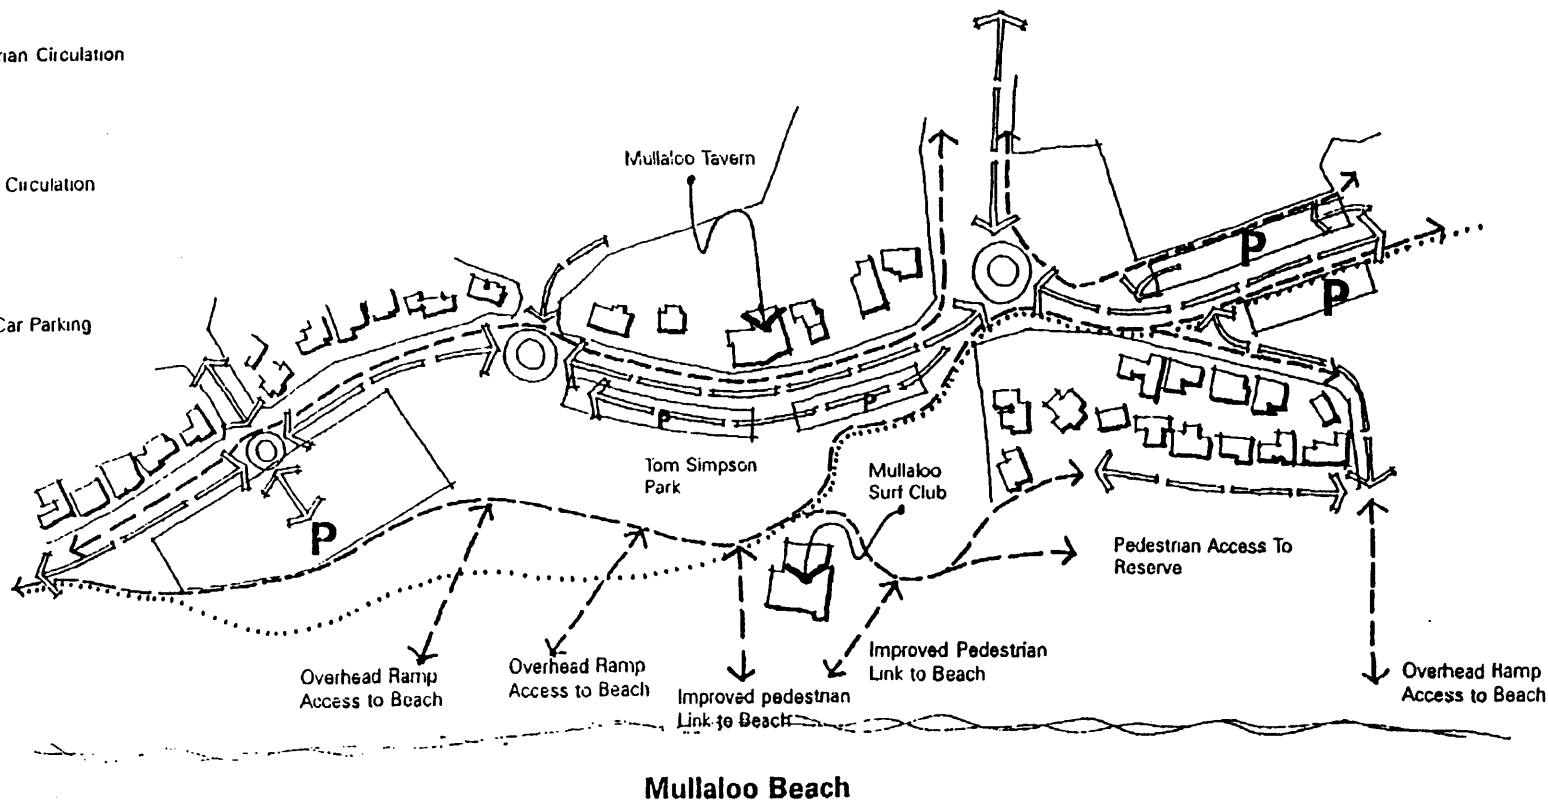 rian Circulation
Circulation
Car Parking
Mullaloo Tavern
P
P
P
P
P
Tom Simpson
Park
Mullaloo
Surf Club
Pedestrian Access To
Reserve
Overhead Ramp
Access to Beach
Overhead Ramp
Access to Beach
Improved pedestrian
Link to Beach
Improved Pedestrian
Link to Beach
Overhead Ramp
Access to Beach
Mullaloo Beach